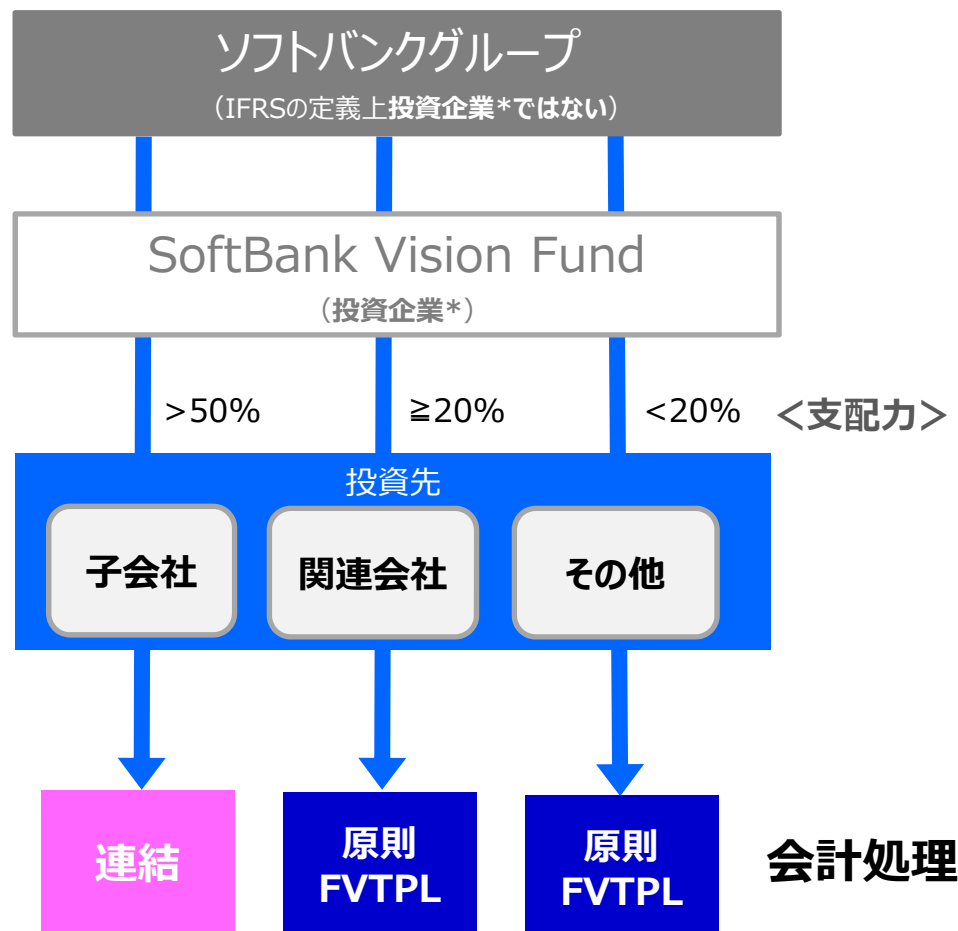 ソフトバンクグループ
（IFRSの定義上投資企業*ではない）
SoftBank Vision Fund
（投資企業*）
>50%
≧20%
<20%
＜支配力＞
投資先
子会社
関連会社
その他
連結
原則
FVTPL
原則
FVTPL
会計処理